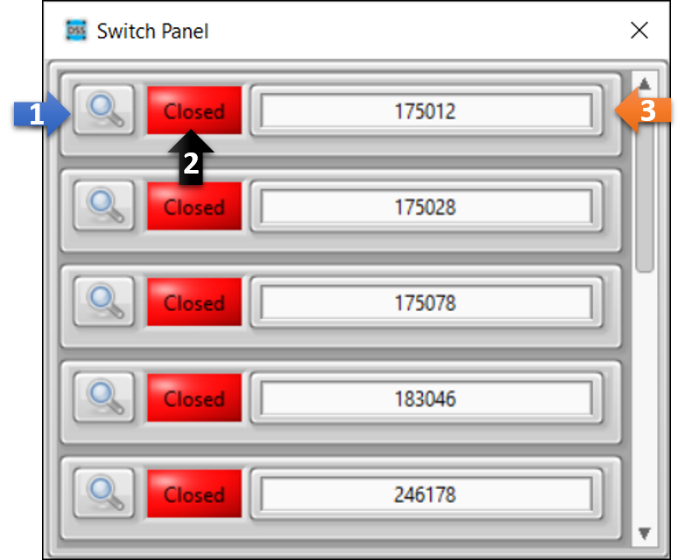 DSS Switch Panel
1 Closed 175012 3
2
Closed 175028
Closed 175078
Closed 183046
Closed 246178